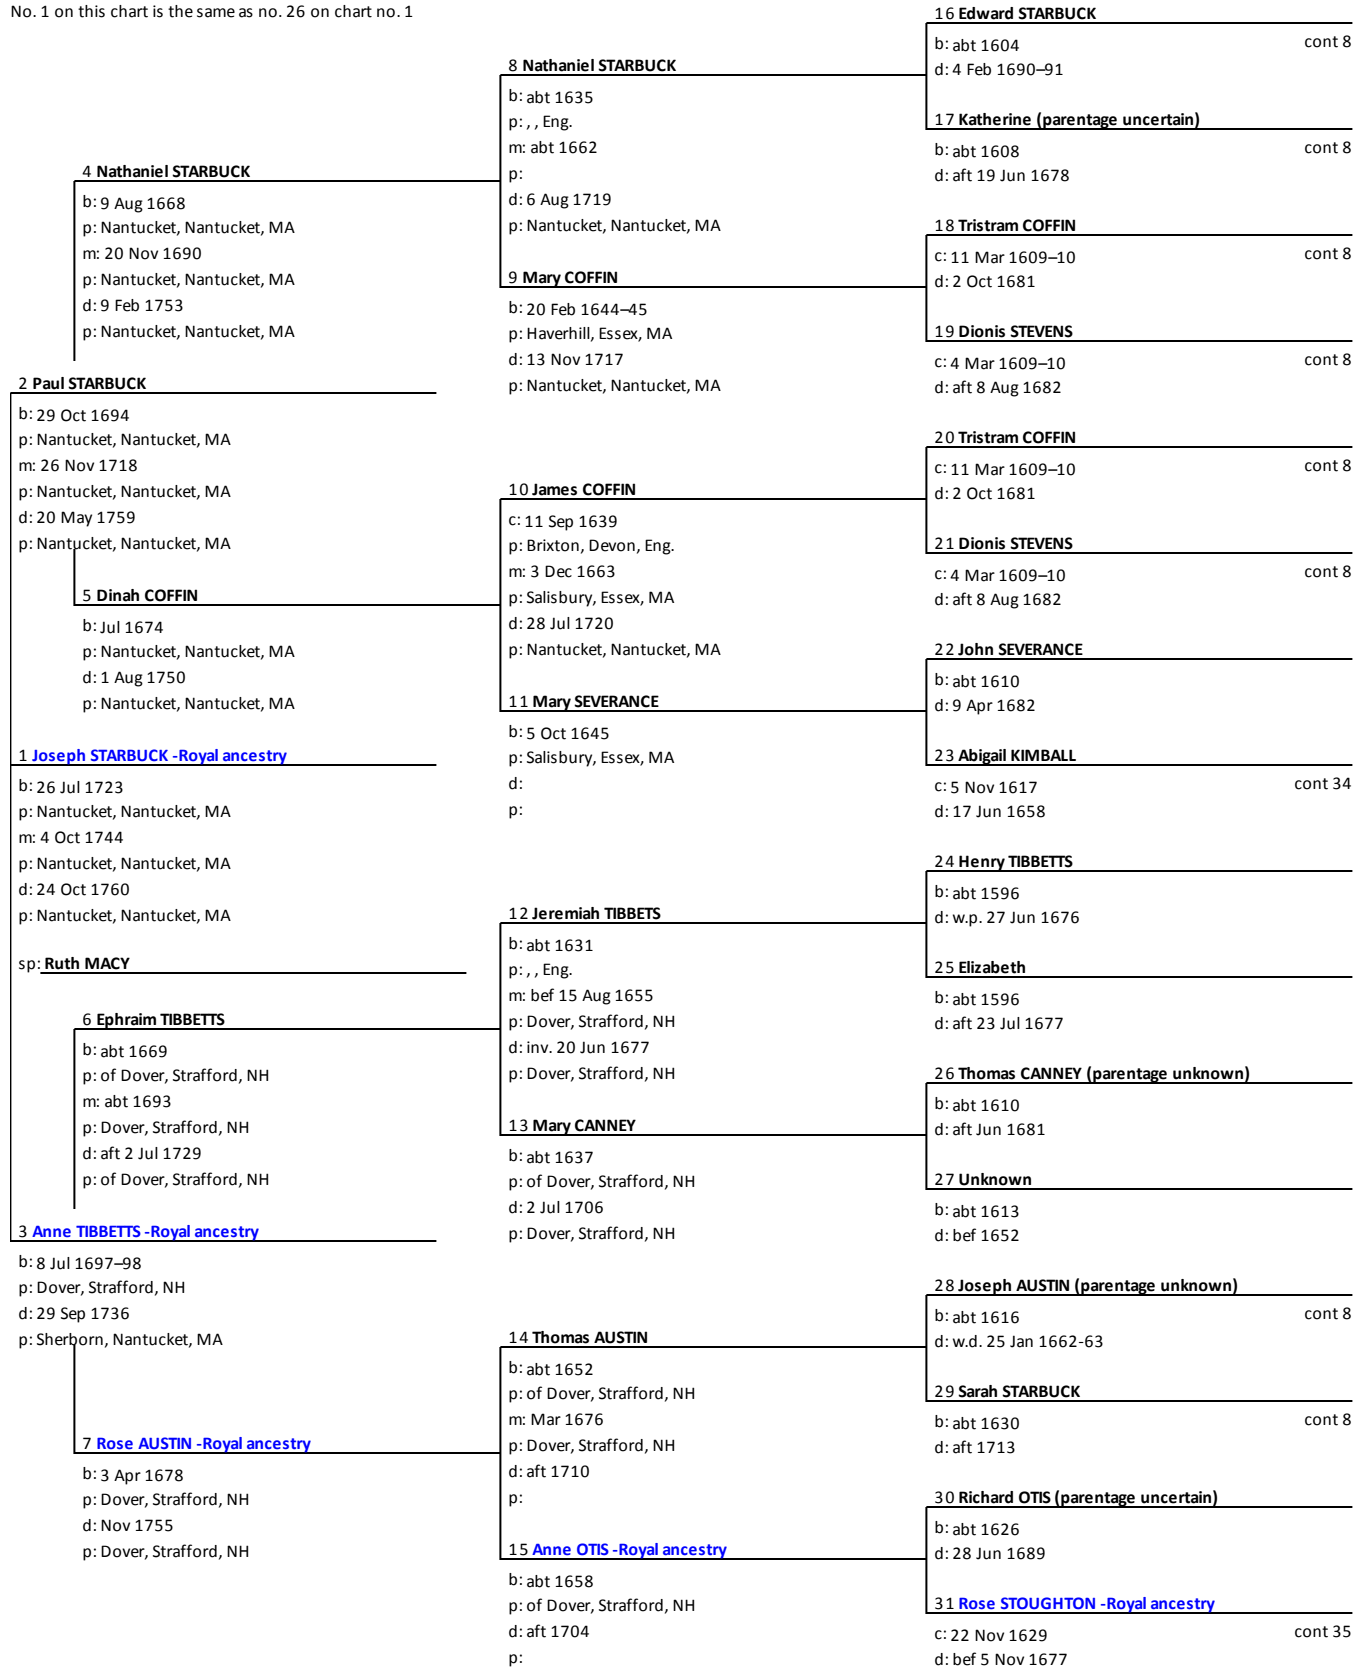 No. 1 on this chart is the same as no. 26 on chart no. 1
16 Edward STARBUCK
b: abt 1604 cont 8
d: 4 Feb 1690–91
8 Nathaniel STARBUCK
b: abt 1635
p: , , Eng.
m: abt 1662
p:
d: 6 Aug 1719
p: Nantucket, Nantucket, MA
17 Katherine (parentage uncertain)
b: abt 1608 cont 8
d: aft 19 Jun 1678
4 Nathaniel STARBUCK
b: 9 Aug 1668
p: Nantucket, Nantucket, MA
m: 20 Nov 1690
p: Nantucket, Nantucket, MA
d: 9 Feb 1753
p: Nantucket, Nantucket, MA
18 Tristram COFFIN
c: 11 Mar 1609–10 cont 8
d: 2 Oct 1681
9 Mary COFFIN
b: 20 Feb 1644–45
p: Haverhill, Essex, MA
d: 13 Nov 1717
p: Nantucket, Nantucket, MA
19 Dionis STEVENS
c: 4 Mar 1609–10 cont 8
d: aft 8 Aug 1682
2 Paul STARBUCK
b: 29 Oct 1694
p: Nantucket, Nantucket, MA
m: 26 Nov 1718
p: Nantucket, Nantucket, MA
d: 20 May 1759
p: Nantucket, Nantucket, MA
20 Tristram COFFIN
c: 11 Mar 1609–10 cont 8
d: 2 Oct 1681
10 James COFFIN
c: 11 Sep 1639
p: Brixton, Devon, Eng.
m: 3 Dec 1663
p: Salisbury, Essex, MA
d: 28 Jul 1720
p: Nantucket, Nantucket, MA
21 Dionis STEVENS
c: 4 Mar 1609–10 cont 8
d: aft 8 Aug 1682
5 Dinah COFFIN
b: Jul 1674
p: Nantucket, Nantucket, MA
d: 1 Aug 1750
p: Nantucket, Nantucket, MA
22 John SEVERANCE
b: abt 1610
d: 9 Apr 1682
11 Mary SEVERANCE
b: 5 Oct 1645
p: Salisbury, Essex, MA
d:
p:
23 Abigail KIMBALL
c: 5 Nov 1617 cont 34
d: 17 Jun 1658
1 Joseph STARBUCK -Royal ancestry
b: 26 Jul 1723
p: Nantucket, Nantucket, MA
m: 4 Oct 1744
p: Nantucket, Nantucket, MA
d: 24 Oct 1760
p: Nantucket, Nantucket, MA
sp: Ruth MACY
24 Henry TIBBETTS
b: abt 1596
d: w.p. 27 Jun 1676
12 Jeremiah TIBBETS
b: abt 1631
p: , , Eng.
m: bef 15 Aug 1655
p: Dover, Strafford, NH
d: inv. 20 Jun 1677
p: Dover, Strafford, NH
25 Elizabeth
b: abt 1596
d: aft 23 Jul 1677
6 Ephraim TIBBETTS
b: abt 1669
p: of Dover, Strafford, NH
m: abt 1693
p: Dover, Strafford, NH
d: aft 2 Jul 1729
p: of Dover, Strafford, NH
26 Thomas CANNEY (parentage unknown)
b: abt 1610
d: aft Jun 1681
13 Mary CANNEY
b: abt 1637
p: of Dover, Strafford, NH
d: 2 Jul 1706
p: Dover, Strafford, NH
27 Unknown
b: abt 1613
d: bef 1652
3 Anne TIBBETTS -Royal ancestry
b: 8 Jul 1697–98
p: Dover, Strafford, NH
d: 29 Sep 1736
p: Sherborn, Nantucket, MA
28 Joseph AUSTIN (parentage unknown)
b: abt 1616 cont 8
d: w.d. 25 Jan 1662-63
14 Thomas AUSTIN
b: abt 1652
p: of Dover, Strafford, NH
m: Mar 1676
p: Dover, Strafford, NH
d: aft 1710
p:
29 Sarah STARBUCK
b: abt 1630 cont 8
d: aft 1713
7 Rose AUSTIN -Royal ancestry
b: 3 Apr 1678
p: Dover, Strafford, NH
d: Nov 1755
p: Dover, Strafford, NH
30 Richard OTIS (parentage uncertain)
b: abt 1626
d: 28 Jun 1689
15 Anne OTIS -Royal ancestry
b: abt 1658
p: of Dover, Strafford, NH
d: aft 1704
p:
31 Rose STOUGHTON -Royal ancestry
c: 22 Nov 1629 cont 35
d: bef 5 Nov 1677